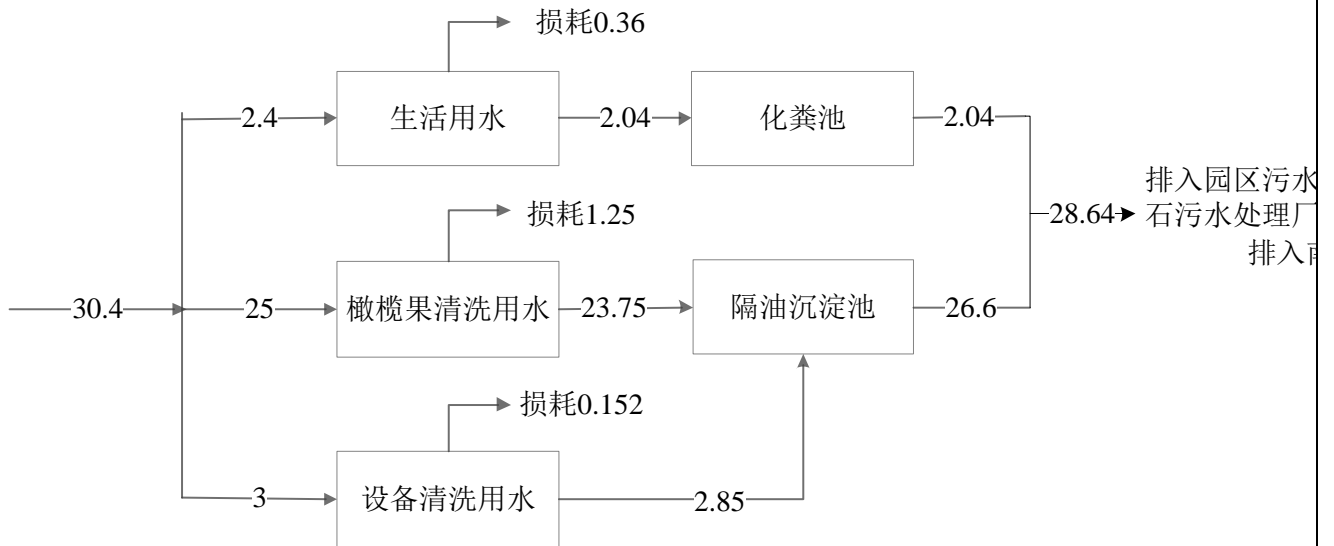 损耗0.36
2.4
生活用水
2.04
化粪池
2.04
排入园区污水
损耗1.25
28.64
石污水处理厂
排入
30.4
25
橄榄果清洗用水
23.75
隔油沉淀池
26.6
损耗0.152
3
设备清洗用水
2.85